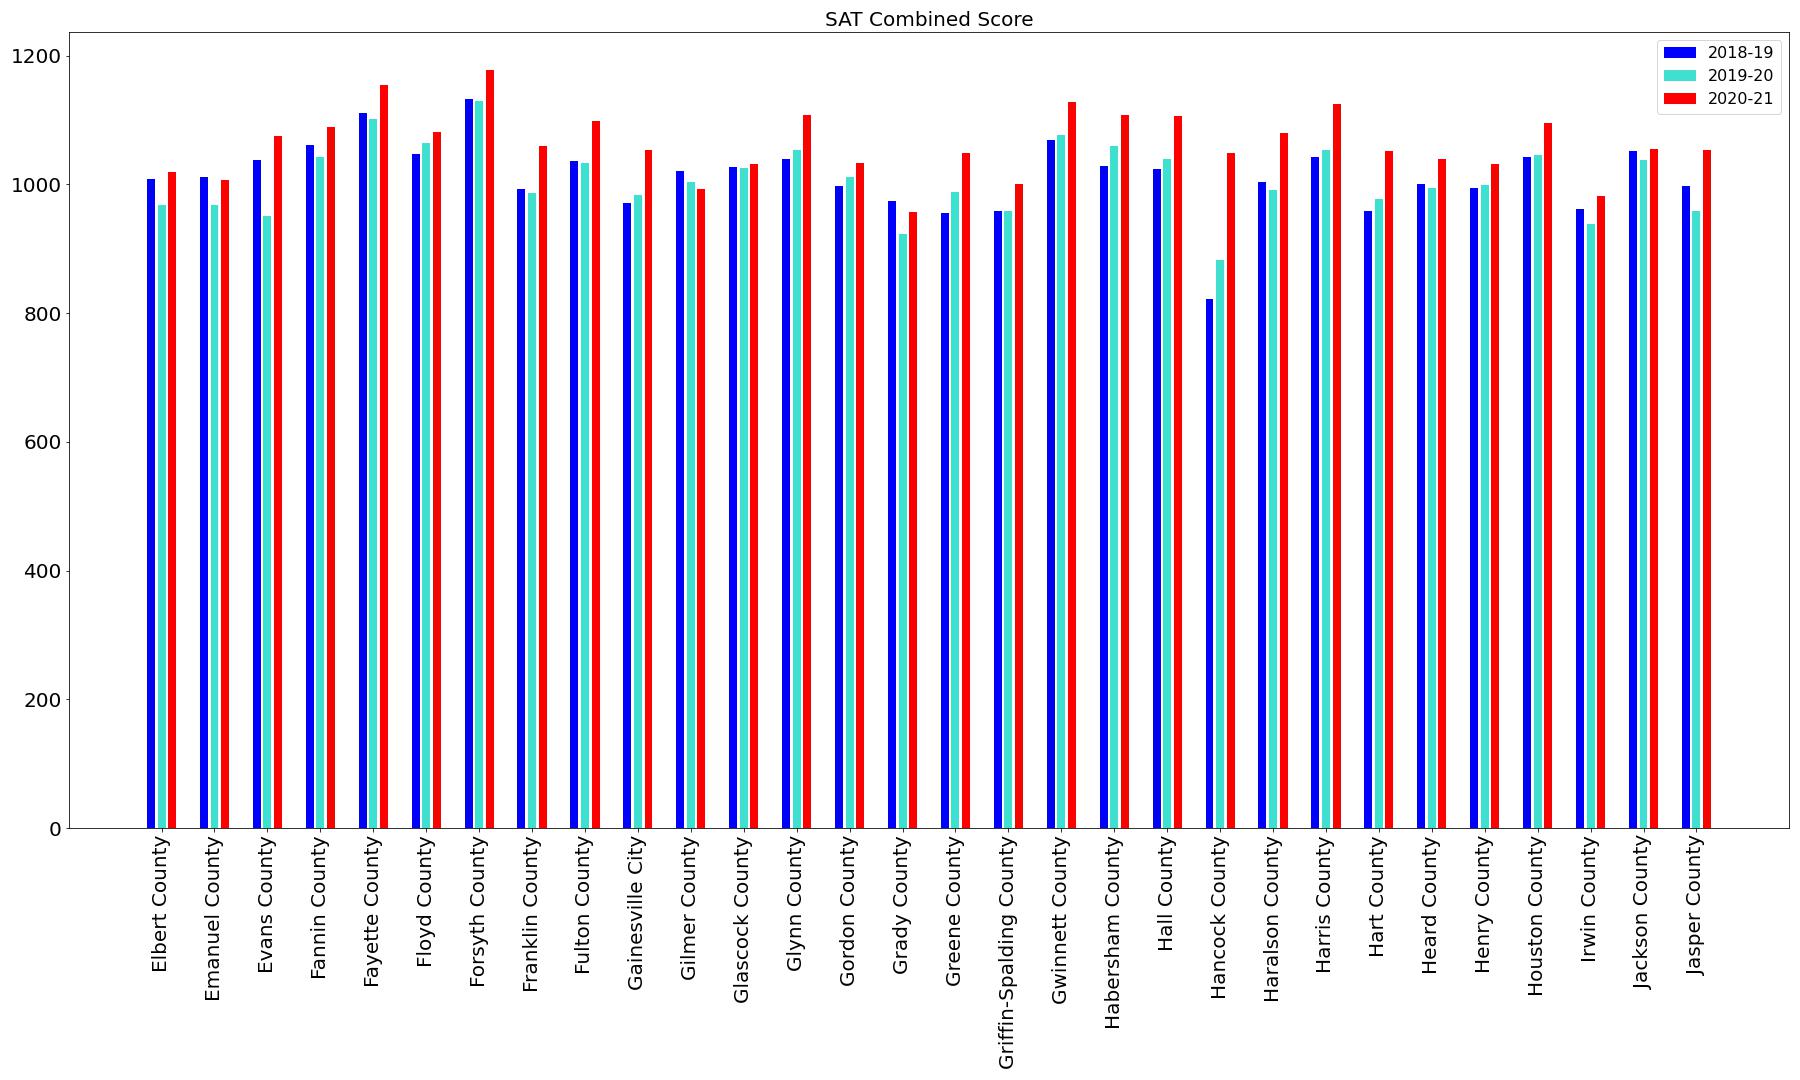 SAT Combined Score
1200
1000
800
600
400
200
0
2018-19
2019-20
2020-21
Elbert County
Emanuel County
Evans County
Fannin County
Fayette County
Floyd County
Forsyth County
Franklin County
Fulton County
Gainesville City
Gilmer County
Glascock County
Glynn County
Gordon County
Grady County
Greene County
Griffin-Spalding County
Gwinnett County
Habersham County
Hall County
Hancock County
Haralson County
Harris County
Hart County
Heard County
Henry County
Houston County
Irwin County
Jackson County
Jasper County